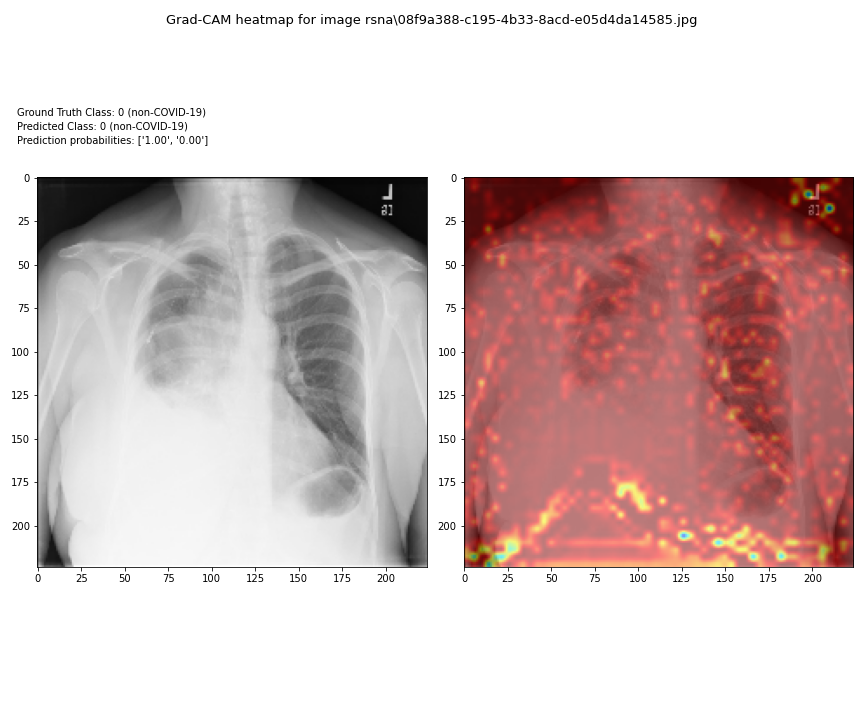 Grad-CAM heatmap for image rsna\08f9a388-c195-4b33-8acd-e05d4da14585.jpg
Ground Truth Class: 0 (non-COVID-19)
Predicted Class: 0 (non-COVID-19)
Prediction probabilities: ['1.00', '0.00']
0
25
50
75
100
125
150
175
200
0 25 50 75 100 125 150 175 200
L
0
25
50
75
100
125
150
175
200
0 25 50 75 100 125 150 175 200
L